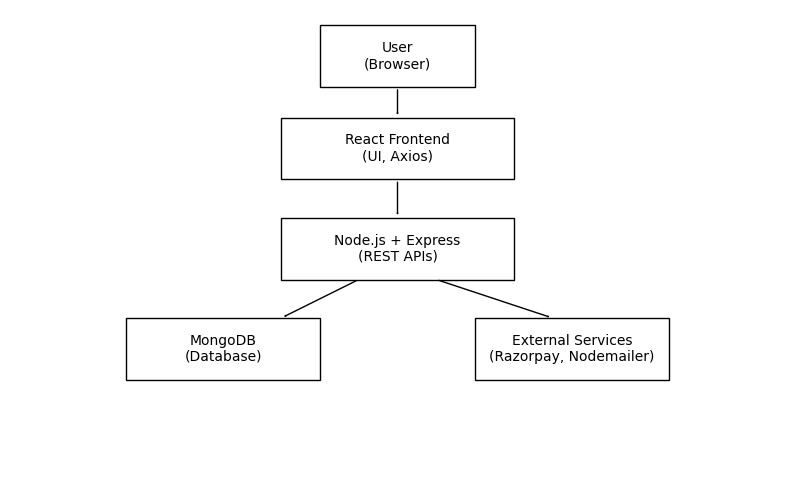 User
(Browser)
React Frontend
(UI, Axios)
Node.js + Express
(REST APIs)
MongoDB
(Database)
External Services
(Razorpay, Nodemailer)